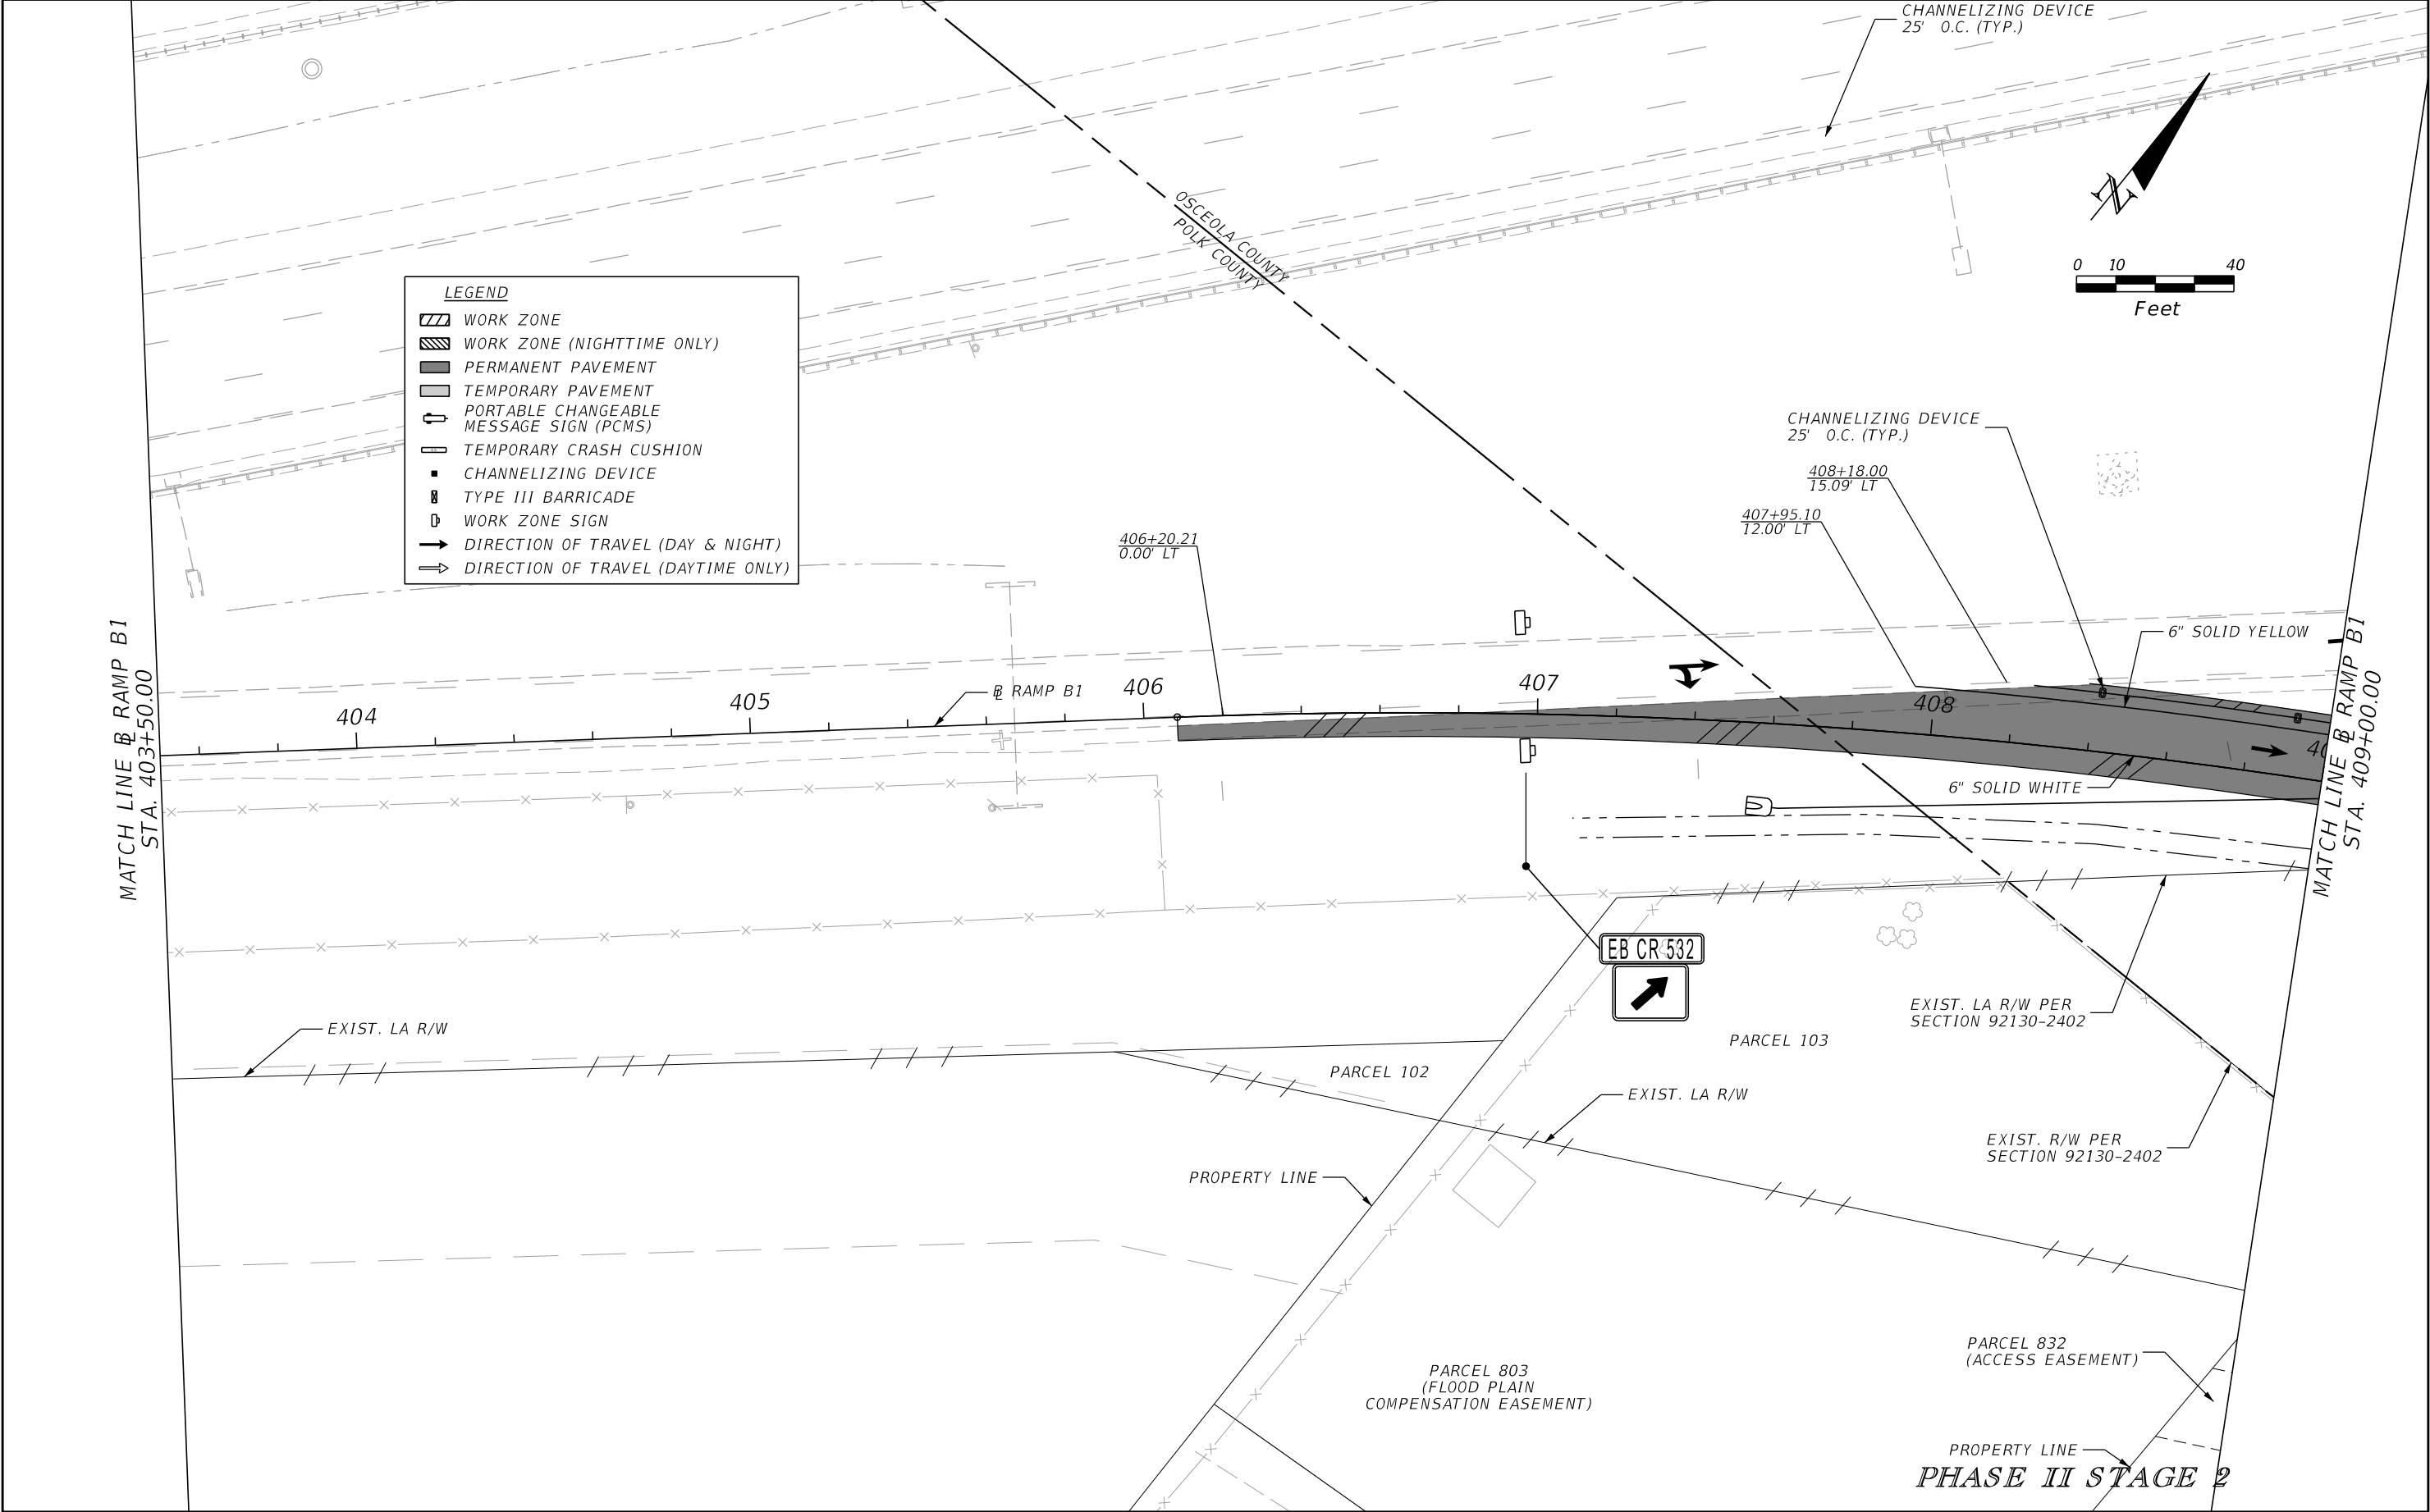 CHANNELIZING DEVICE
25' O.C. (TYP.)
OSCEOLA COUNTY
POLK COUNTY
N
0 10 40
Feet
LEGEND
WORK ZONE
WORK ZONE (NIGHTTIME ONLY)
PERMANENT PAVEMENT
TEMPORARY PAVEMENT
PORTABLE CHANGEABLE
MESSAGE SIGN (PCMS)
TEMPORARY CRASH CUSHION
CHANNELIZING DEVICE
TYPE III BARRICADE
WORK ZONE SIGN
DIRECTION OF TRAVEL (DAY & NIGHT)
DIRECTION OF TRAVEL (DAYTIME ONLY)
CHANNELIZING DEVICE
25' O.C. (TYP.)
408+18.00
15.09' LT
407+95.10
12.00' LT
406+20.21
0.00' LT
MATCH LINE BL RAMP B1
STA. 403+50.00
6" SOLID YELLOW
BL RAMP B1
404
405
406
407
408
40
6" SOLID WHITE
MATCH LINE BL RAMP B1
STA. 409+00.00
EB CR 532
EXIST. LA R/W
EXIST. LA R/W PER
SECTION 92130-2402
PARCEL 103
PARCEL 102
EXIST. LA R/W
EXIST. R/W PER
SECTION 92130-2402
PROPERTY LINE
PARCEL 832
(ACCESS EASEMENT)
PARCEL 803
(FLOOD PLAIN
COMPENSATION EASEMENT)
PROPERTY LINE
PHASE II STAGE 2